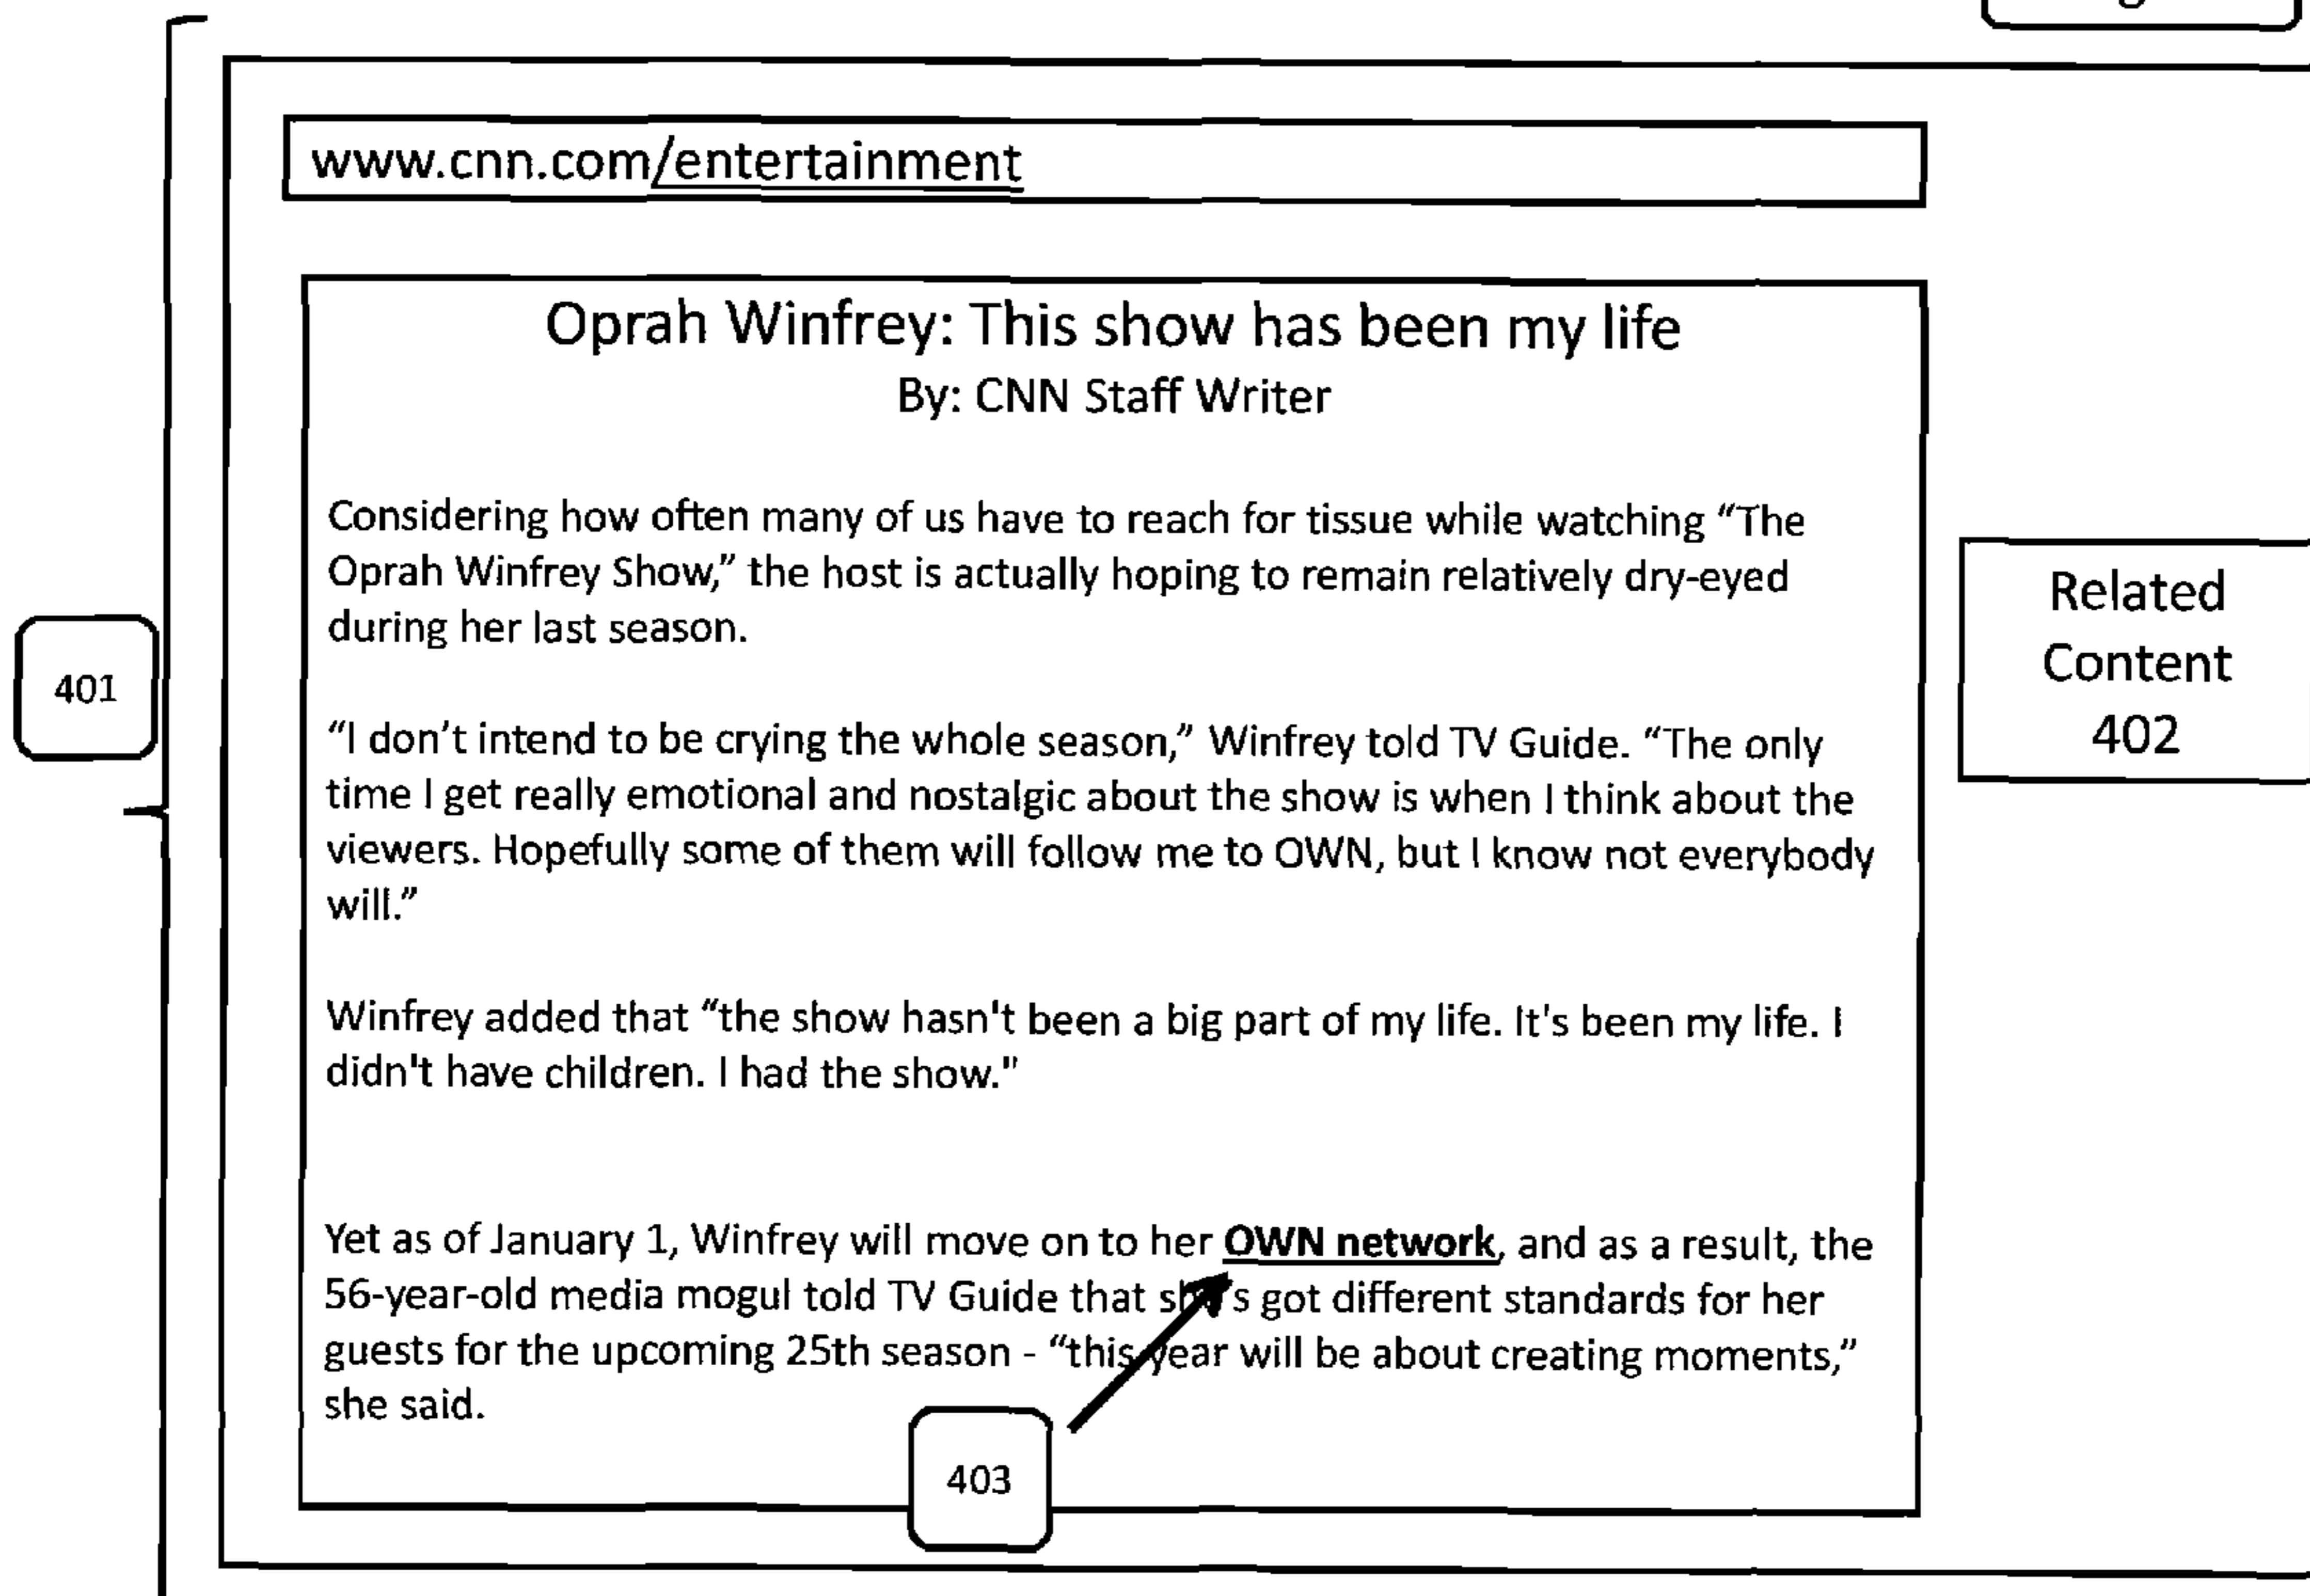 www.cnn.com/entertainment
Oprah Winfrey: This show has been my life
By: CNN Staff Writer
Considering how often many of us have to reach for tissue while watching “The
Oprah Winfrey Show,” the host is actually hoping to remain relatively dry-eyed
during her last season.
“I don’t intend to be crying the whole season,” Winfrey told TV Guide. “The only
time I get really emotional and nostalgic about the show is when I think about the
viewers. Hopefully some of them will follow me to OWN, but I know not everybody
will.”
Winfrey added that “the show hasn't been a big part of my life. It's been my life. I
didn't have children. I had the show."
Yet as of January 1, Winfrey will move on to her OWN network, and as a result, the
56-year-old media mogul told TV Guide that got different standards for her
guests for the upcoming 25th season - “this year will be about creating moments,”
she said.
401
Related
Content
402
403